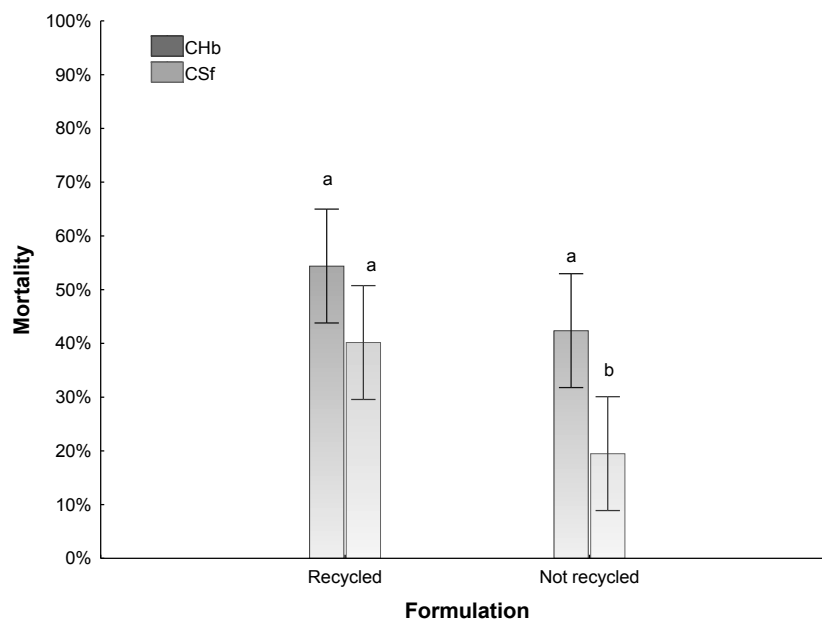 100%
90%
80%
70%
60%
50%
40%
30%
20%
10%
0%
Mortality
CHb
CSf
a
a
a
b
Recycled
Not recycled
Formulation